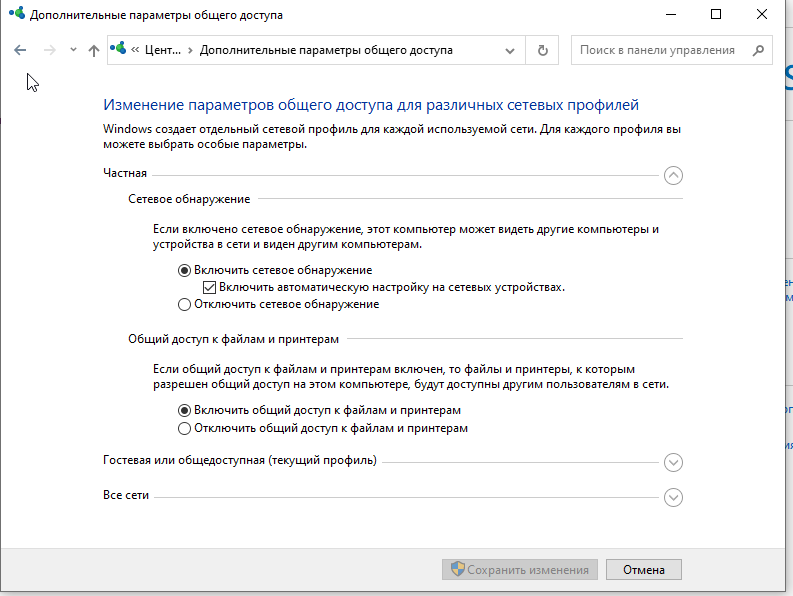 Дополнительные параметры общего доступа
« Цент... › Дополнительные параметры общего доступа
Поиск в панели управления
Изменение параметров общего доступа для различных сетевых профилей
Windows создает отдельный сетевой профиль для каждой используемой сети. Для каждого профиля вы
можете выбрать особые параметры.
Частная
Сетевое обнаружение
Если включено сетевое обнаружение, этот компьютер может видеть другие компьютеры и
устройства в сети и виден другим компьютерам.
Включить сетевое обнаружение
Включить автоматическую настройку на сетевых устройствах.
Отключить сетевое обнаружение
Общий доступ к файлам и принтерам
Если общий доступ к файлам и принтерам включен, то файлы и принтеры, к которым
разрешен общий доступ на этом компьютере, будут доступны другим пользователям в сети.
Включить общий доступ к файлам и принтерам
Отключить общий доступ к файлам и принтерам
Гостевая или общедоступная (текущий профиль)
Все сети
Сохранить изменения
Отмена